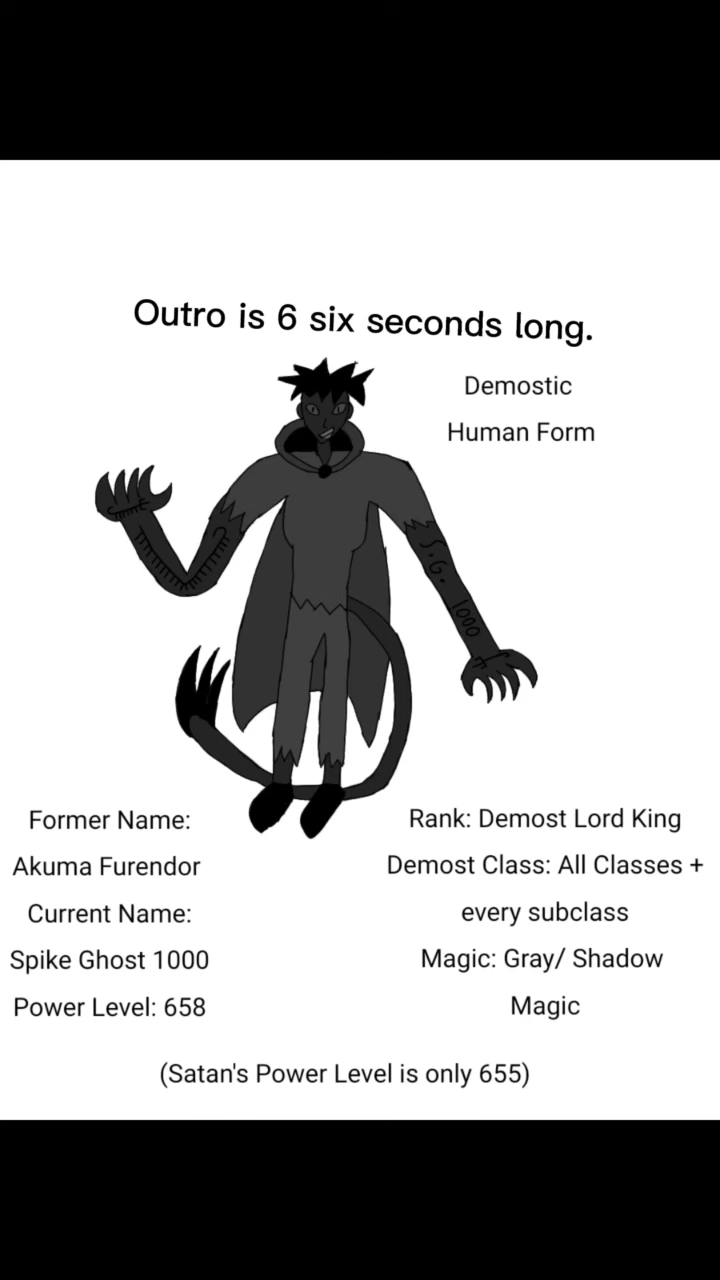 Outro is 6 six seconds long.
Demostic
Human Form
S.G. 1000
Former Name:
Akuma Furendor
Current Name:
Spike Ghost 1000
Power Level: 658
Rank: Demost Lord King
Demost Class: All Classes +
every subclass
Magic: Gray/ Shadow
Magic
(Satan's Power Level is only 655)